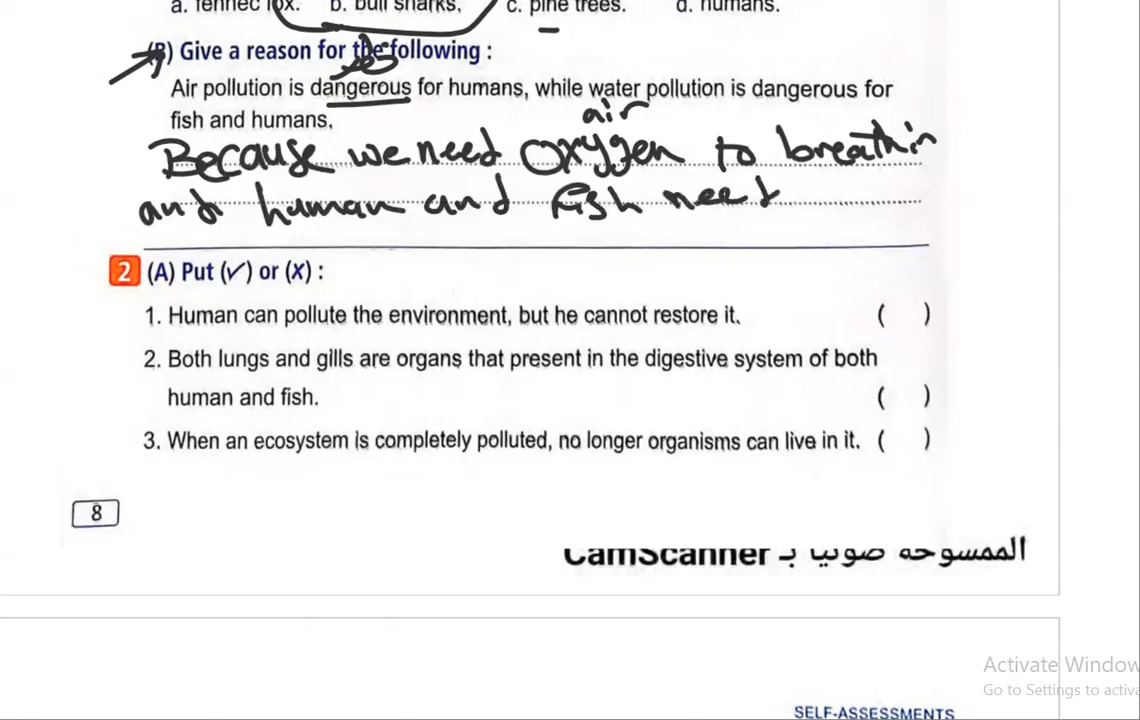 a. fennec fox. b. bull sharks. c. pine trees. d. humans.
(B) Give a reason for the following :
Air pollution is dangerous for humans, while water pollution is dangerous for
fish and humans.
air
Because we need Oxygen to breath in
and human and fish need
2 (A) Put (✓) or (X) :
1. Human can pollute the environment, but he cannot restore it. ( )
2. Both lungs and gills are organs that present in the digestive system of both
human and fish. ( )
3. When an ecosystem is completely polluted, no longer organisms can live in it. ( )
8
الممسوحة ضوئيا بـ CamScanner
Activate Window
Go to Settings to activa
SELF-ASSESSMENTS